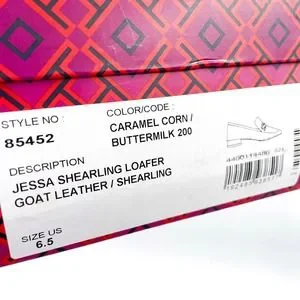 STYLE NO :
85452
COLOR/CODE :
CARAMEL CORN /
BUTTERMILK 200
DESCRIPTION
JESSA SHEARLING LOAFER
GOAT LEATHER / SHEARLING
SIZE US
6.5